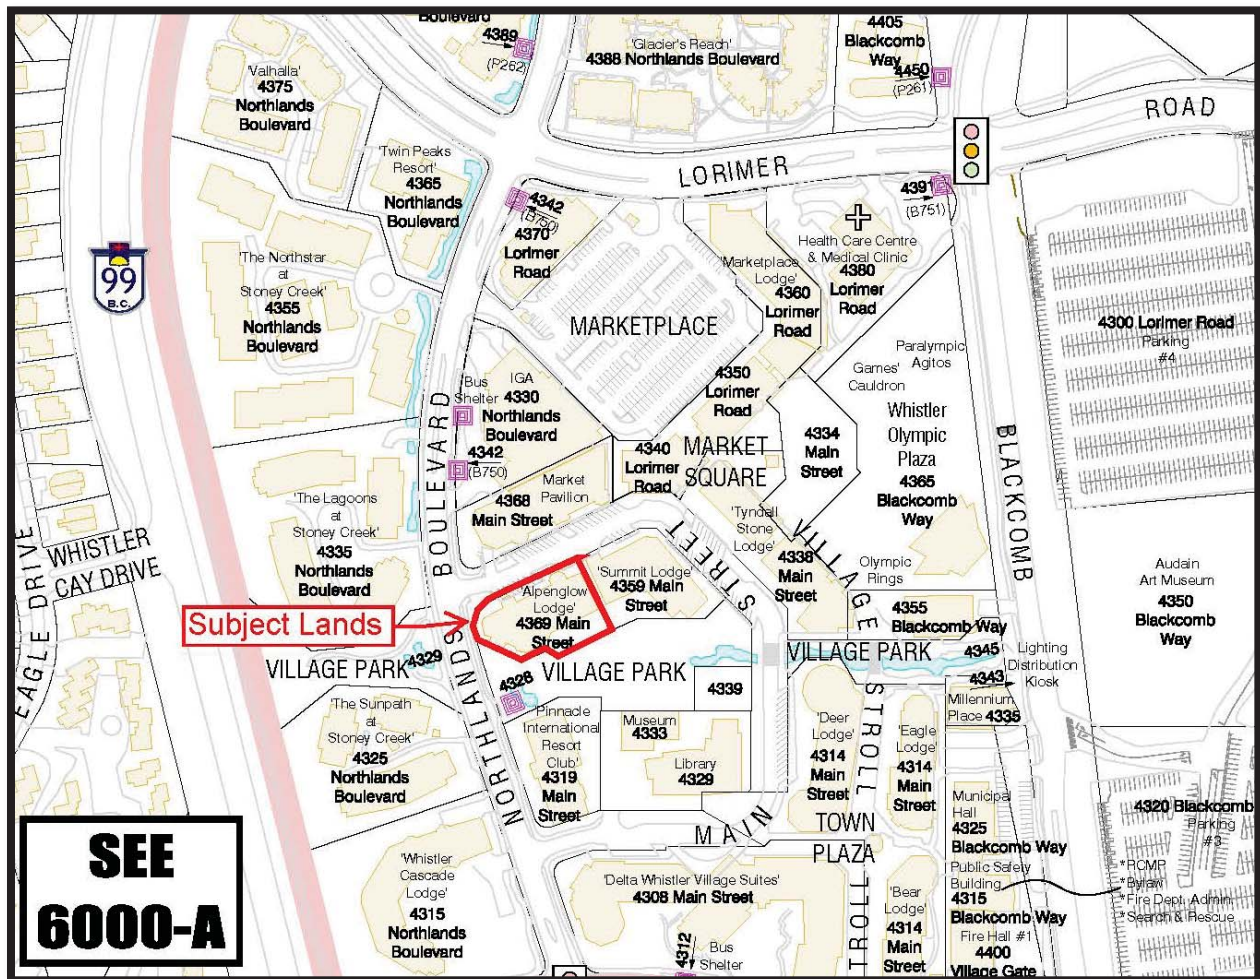 Boulevard
4389
(P262)
'Glacier's Reach'
4388 Northlands Boulevard
4405
Blackcomb
Way
4450
(P261)
'Valhalla'
4375
Northlands
Boulevard
ROAD
'Twin Peaks
Resort'
4365
Northlands
Boulevard
LORIMER
4391
(B751)
4342
(B750)
4370
Lorimer
Road
Health Care Centre
& Medical Clinic
4380
Lorimer
Road
'The Northstar
at
Stoney Creek'
4355
Northlands
Boulevard
99
B.C.
'Marketplace
Lodge'
4360
Lorimer
Road
MARKETPLACE
4300 Lorimer Road
Parking
#4
Paralympic
Agitos
Games'
Cauldron
'Bus
Shelter
IGA
4330
Northlands
Boulevard
4350
Lorimer
Road
Whistler
Olympic
Plaza
4365
Blackcomb
Way
4334
Main
Street
BOULEVARD
4342
(B750)
4340
Lorimer
Road
MARKET
SQUARE
BLACKCOMB
Market
Pavilion
4368
Main Street
'The Lagoons
at
Stoney Creek'
4335
Northlands
Boulevard
'Tyndall
Stone
Lodge'
4338
Main
Street
VILLAGE
STREET
EAGLE DRIVE
WHISTLER
CAY DRIVE
Olympic
Rings
Audain
Art Museum
4350
Blackcomb
Way
'Summit Lodge'
4359 Main
Street
'Alpenglow
Lodge'
4369 Main
Street
Subject Lands
4355
Blackcomb Way
VILLAGE PARK
4329
VILLAGE PARK
VILLAGE PARK
4345
Lighting
Distribution
Kiosk
4343
4328
4339
NORTHLANDS
'The Sunpath
at
Stoney Creek'
4325
Northlands
Boulevard
Pinnacle
International
Resort
Club'
4319
Main
Street
Museum
4333
Library
4329
'Deer
Lodge'
4314
Main
Street
STROLL
'Eagle
Lodge'
4314
Main
Street
Millennium
Place 4335
Municipal
Hall
4325
Blackcomb Way
4320 Blackcomb
Parking
#3
MAIN
TOWN
PLAZA
Public Safety
Building
4315
Blackcomb Way
*RCMP
*Bylaw
*Fire Dept. Admin.
*Search & Rescue
SEE
6000-A
'Whistler
Cascade
Lodge'
4315
Northlands
Boulevard
'Delta Whistler Village Suites'
4308 Main Street
'Bear
Lodge'
4314
Main
Street
TROLL
Fire Hall #1
4400
Village Gate
4312
Bus
Shelter